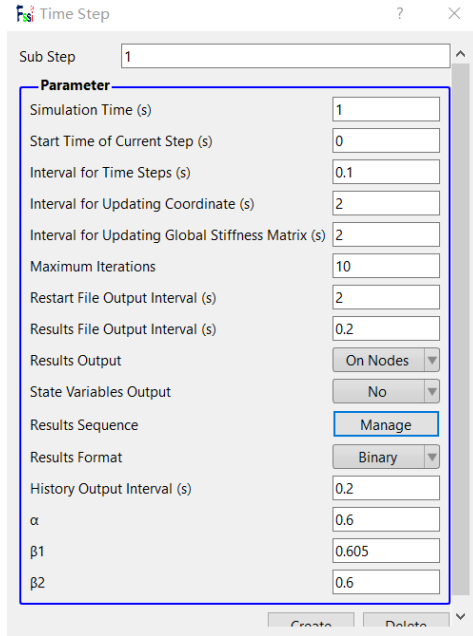 FssiI Time Step ? ×
Sub Step 1
Parameter
Simulation Time (s) 1
Start Time of Current Step (s) 0
Interval for Time Steps (s) 0.1
Interval for Updating Coordinate (s) 2
Interval for Updating Global Stiffness Matrix (s) 2
Maximum Iterations 10
Restart File Output Interval (s) 2
Results File Output Interval (s) 0.2
Results Output On Nodes
State Variables Output No
Results Sequence Manage
Results Format Binary
History Output Interval (s) 0.2
α 0.6
β1 0.605
β2 0.6
Create Delete